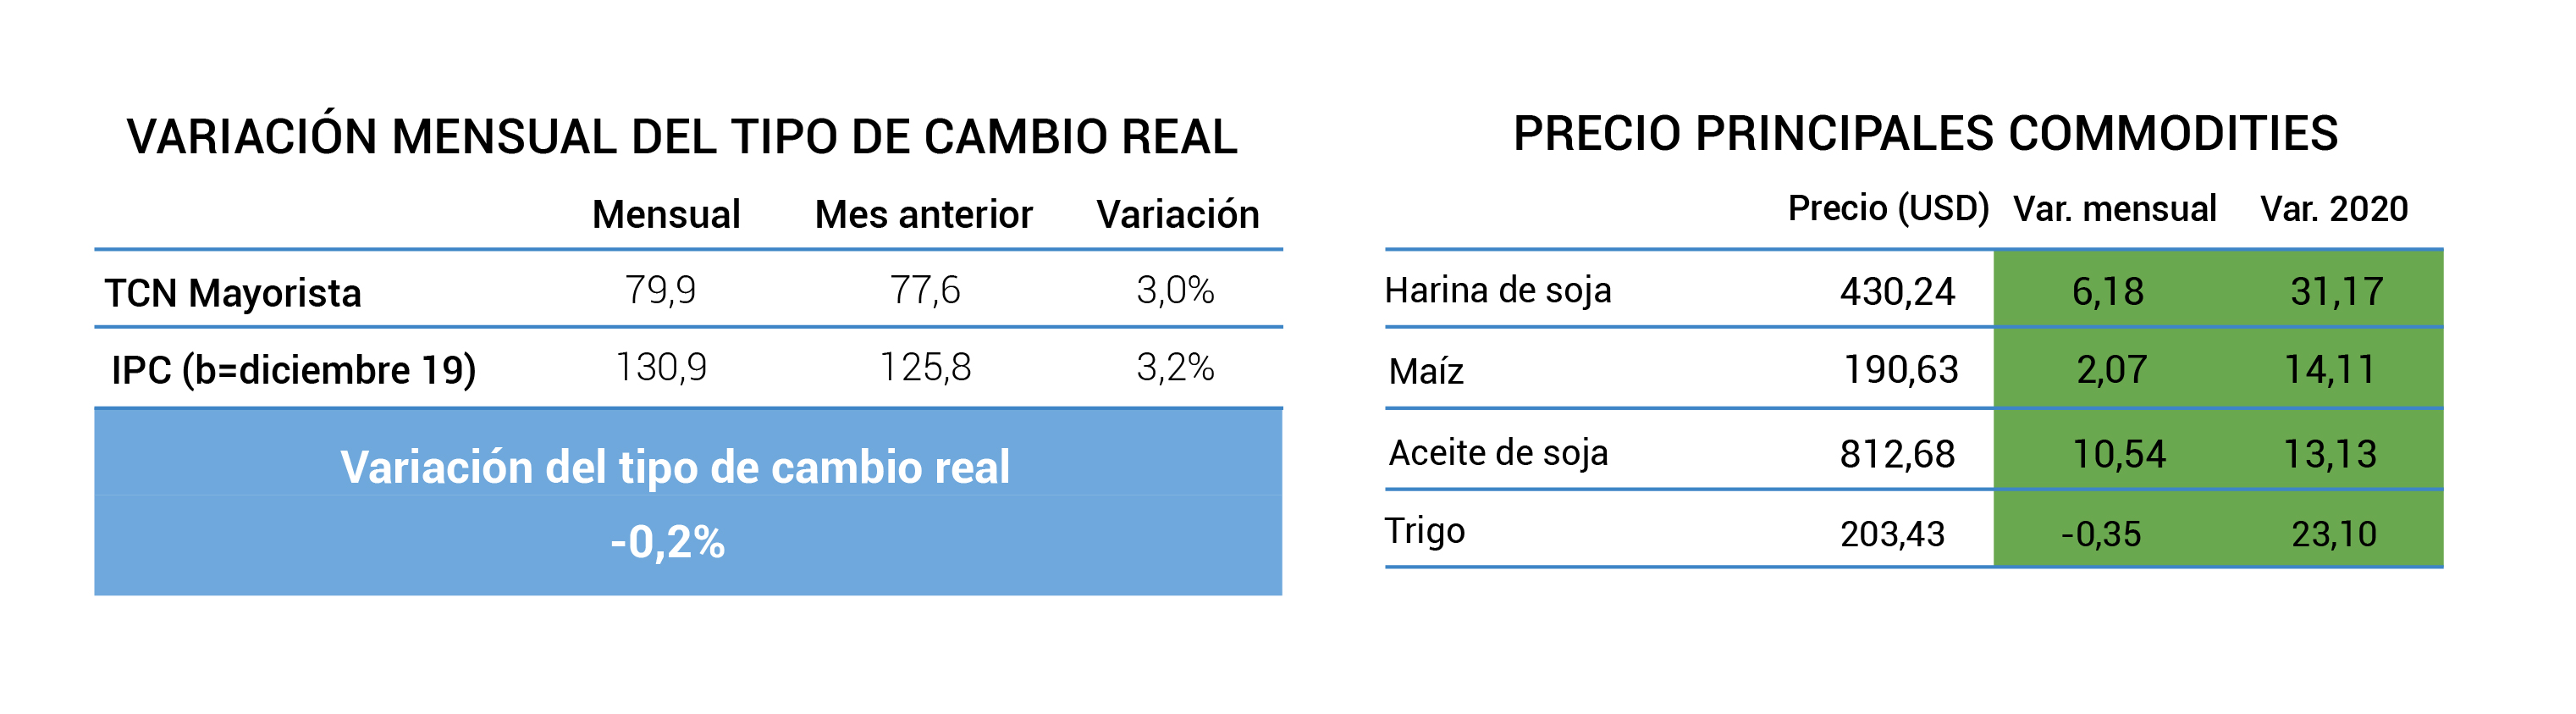 VARIACIÓN MENSUAL DEL TIPO DE CAMBIO REAL
Mensual Mes anterior Variación
TCN Mayorista 79,9 77,6 3,0%
IPC (b=diciembre 19) 130,9 125,8 3,2%
Variación del tipo de cambio real
-0,2%
PRECIO PRINCIPALES COMMODITIES
Precio (USD) Var. mensual Var. 2020
Harina de soja 430,24 6,18 31,17
Maíz 190,63 2,07 14,11
Aceite de soja 812,68 10,54 13,13
Trigo 203,43 -0,35 23,10